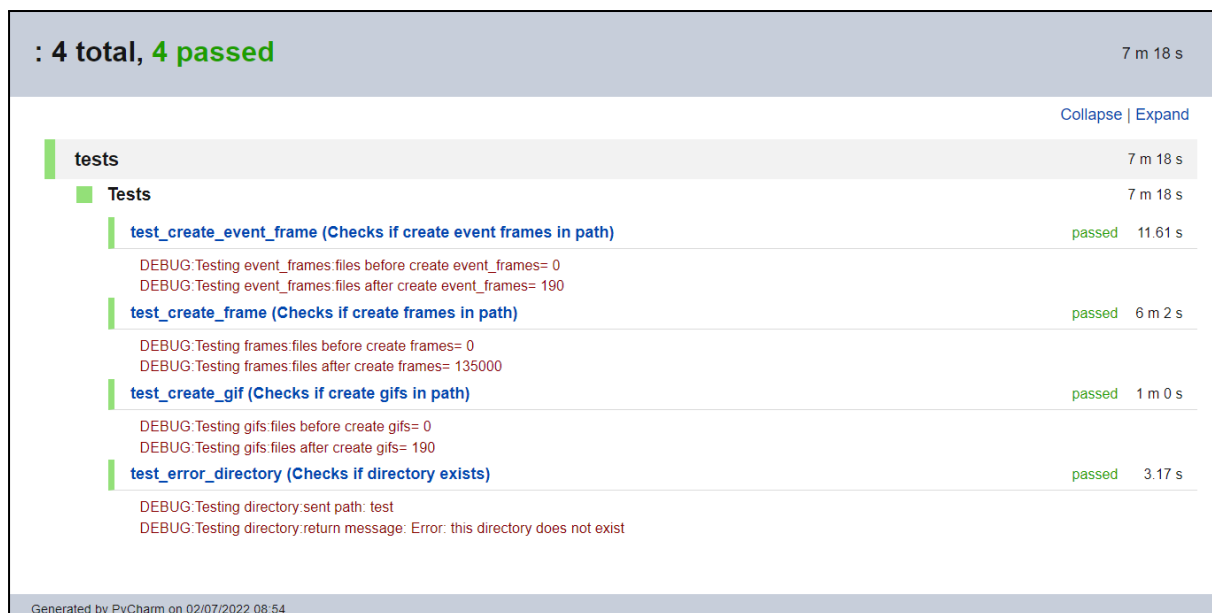 : 4 total, 4 passed 7 m 18 s
Collapse | Expand
tests 7 m 18 s
Tests 7 m 18 s
test_create_event_frame (Checks if create event frames in path) passed 11.61 s
DEBUG:Testing event_frames:files before create event_frames= 0
DEBUG:Testing event_frames:files after create event_frames= 190
test_create_frame (Checks if create frames in path) passed 6 m 2 s
DEBUG:Testing frames:files before create frames= 0
DEBUG:Testing frames:files after create frames= 135000
test_create_gif (Checks if create gifs in path) passed 1 m 0 s
DEBUG:Testing gifs:files before create gifs= 0
DEBUG:Testing gifs:files after create gifs= 190
test_error_directory (Checks if directory exists) passed 3.17 s
DEBUG:Testing directory:sent path: test
DEBUG:Testing directory:return message: Error: this directory does not exist
Generated by PyCharm on 02/07/2022 08:54